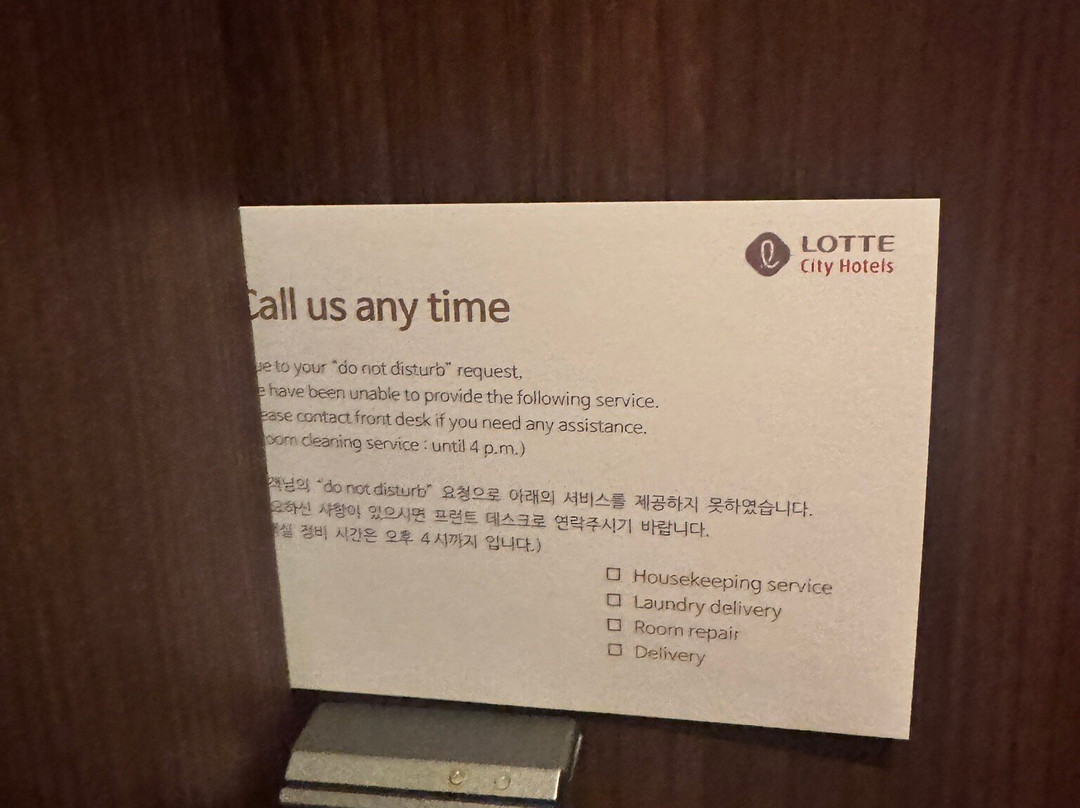 LOTTE
City Hotels
Call us any time
ue to your "do not disturb" request,
e have been unable to provide the following service.
ease contact front desk if you need any assistance.
oom cleaning service : until 4 p.m.)
객님의 "do not disturb" 요청으로 아래의 서비스를 제공하지 못하였습니다.
요하신 사항이 있으시면 프런트 데스크로 연락주시기 바랍니다.
실 정비 시간은 오후 4시까지 입니다.)
☐ Housekeeping service
☐ Laundry delivery
☐ Room repair
☐ Delivery